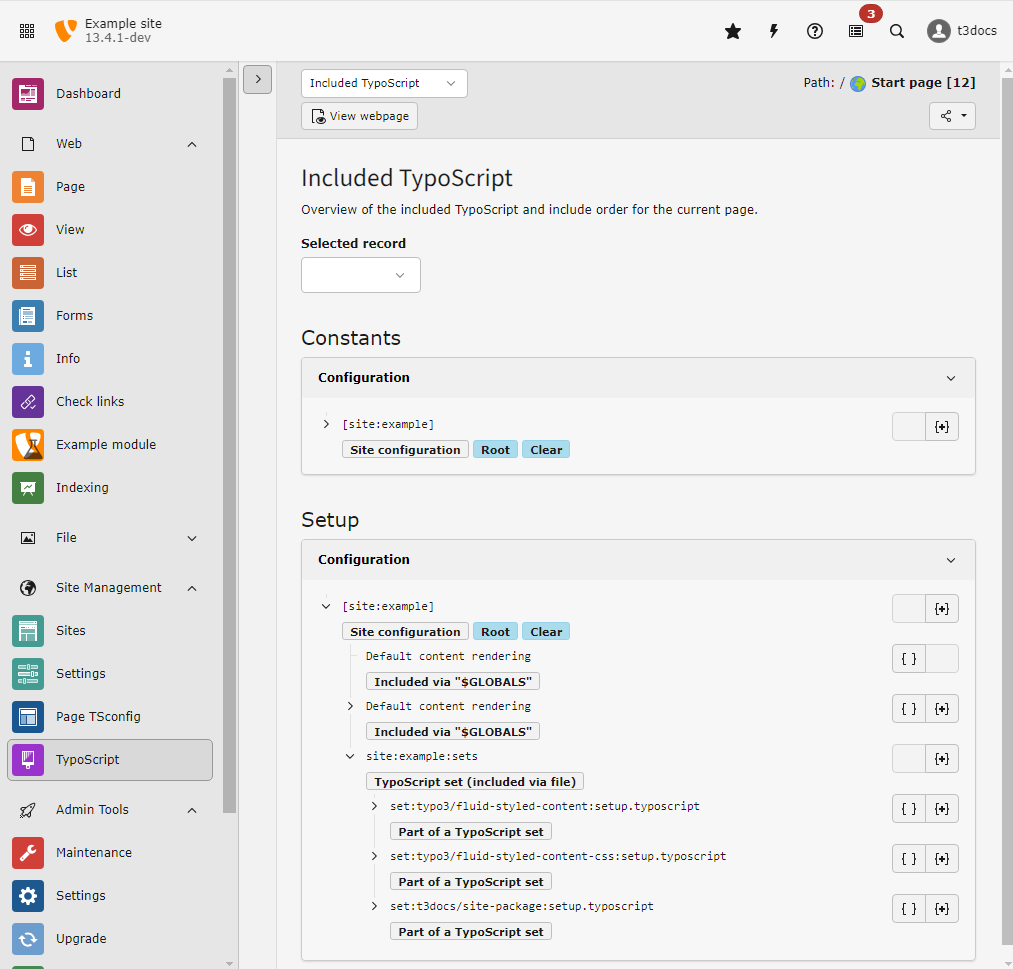 Example site
13.4.1-dev
3
t3docs
Dashboard
Web
Page
View
List
Forms
Info
Check links
Example module
Indexing
File
Site Management
Sites
Settings
Page TSconfig
TypoScript
Admin Tools
Maintenance
Settings
Upgrade
Included TypoScript
Path: / Start page [12]
View webpage
Included TypoScript
Overview of the included TypoScript and include order for the current page.
Selected record
Constants
Configuration
[site:example]
{+}
Site configuration Root Clear
Setup
Configuration
[site:example]
{+}
Site configuration Root Clear
Default content rendering
{ }
Included via "$GLOBALS"
Default content rendering
{ } {+}
Included via "$GLOBALS"
site:example:sets
{+}
TypoScript set (included via file)
set:typo3/fluid-styled-content:setup.typoscript
{ } {+}
Part of a TypoScript set
set:typo3/fluid-styled-content-css:setup.typoscript
{ } {+}
Part of a TypoScript set
set:t3docs/site-package:setup.typoscript
{ } {+}
Part of a TypoScript set